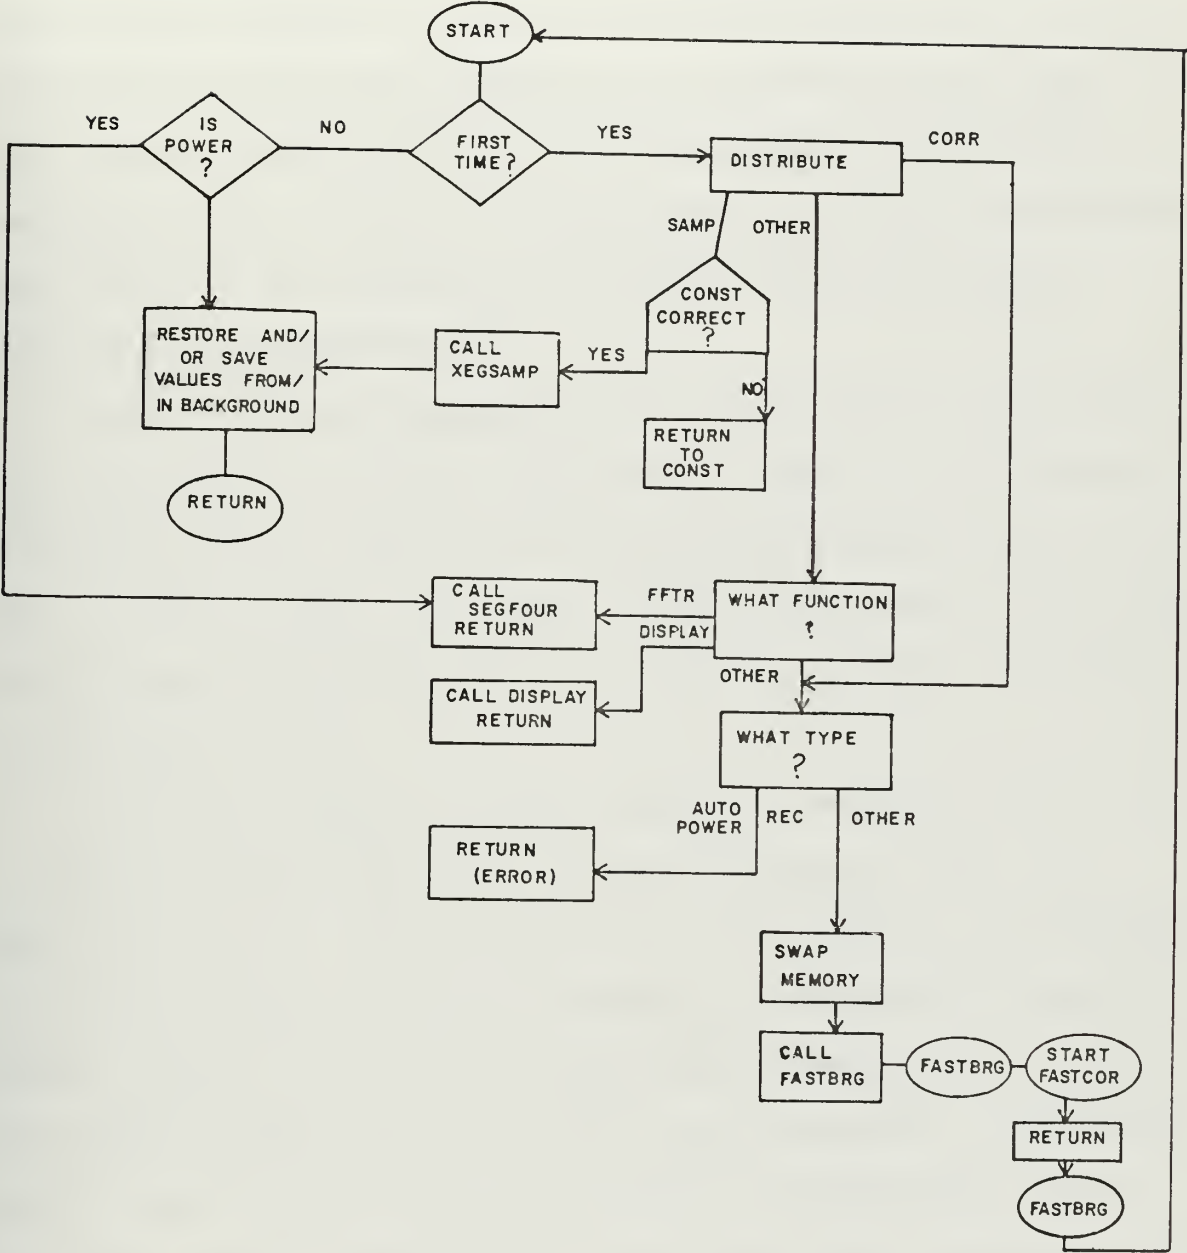 START
YES
IS
POWER
?
NO
FIRST
TIME?
YES
DISTRIBUTE
CORR
SAMP
OTHER
CONST
CORRECT
?
YES
NO
CALL
XEGSAMP
RESTORE AND/
OR SAVE
VALUES FROM/
IN BACKGROUND
RETURN
TO
CONST
RETURN
CALL
SEGFOUR
RETURN
FFTR
DISPLAY
WHAT FUNCTION
?
OTHER
CALL DISPLAY
RETURN
WHAT TYPE
?
AUTO
POWER
REC
OTHER
RETURN
(ERROR)
SWAP
MEMORY
CALL
FASTBRG
FASTBRG
START
FASTCOR
RETURN
FASTBRG